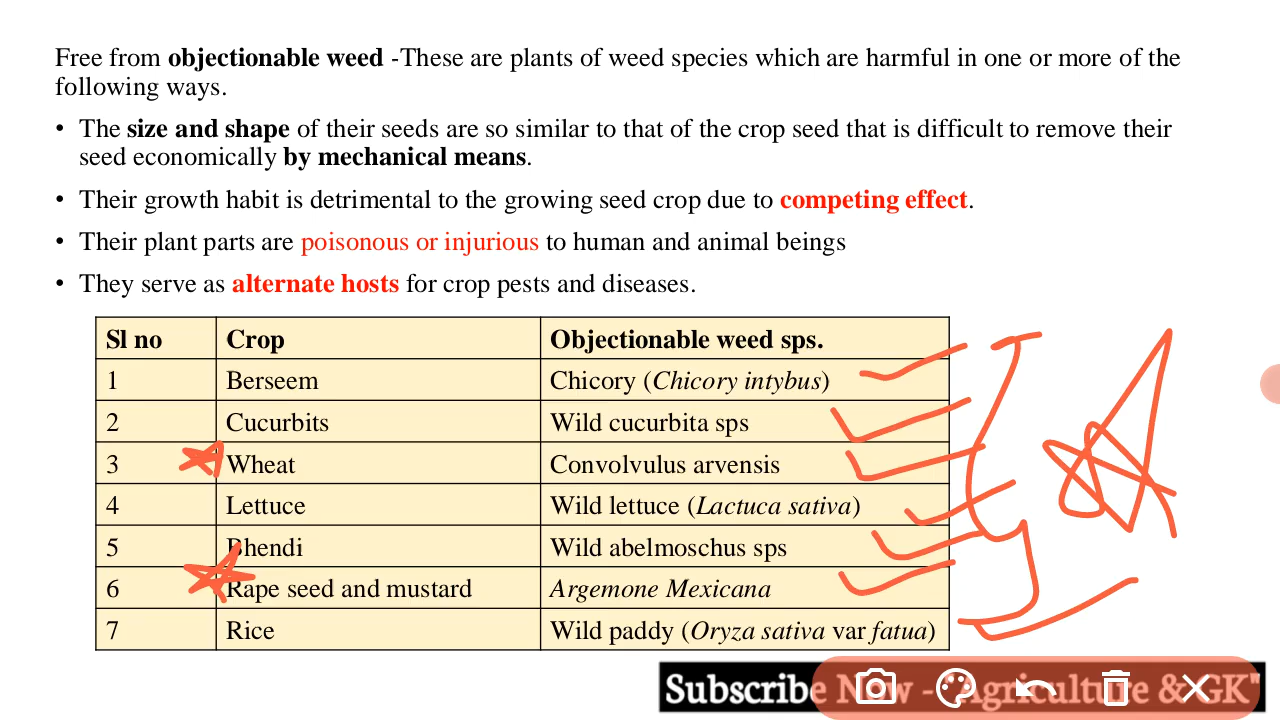 Free from objectionable weed -These are plants of weed species which are harmful in one or more of the
following ways.
• The size and shape of their seeds are so similar to that of the crop seed that is difficult to remove their
seed economically by mechanical means.
• Their growth habit is detrimental to the growing seed crop due to competing effect.
• Their plant parts are poisonous or injurious to human and animal beings
• They serve as alternate hosts for crop pests and diseases.
Sl no Crop Objectionable weed sps.
1 Berseem Chicory (Chicory intybus)
2 Cucurbits Wild cucurbita sps
3 Wheat Convolvulus arvensis
4 Lettuce Wild lettuce (Lactuca sativa)
5 Bhendi Wild abelmoschus sps
6 Rape seed and mustard Argemone Mexicana
7 Rice Wild paddy (Oryza sativa var fatua)
Subscribe Now - "Agriculture & GK"